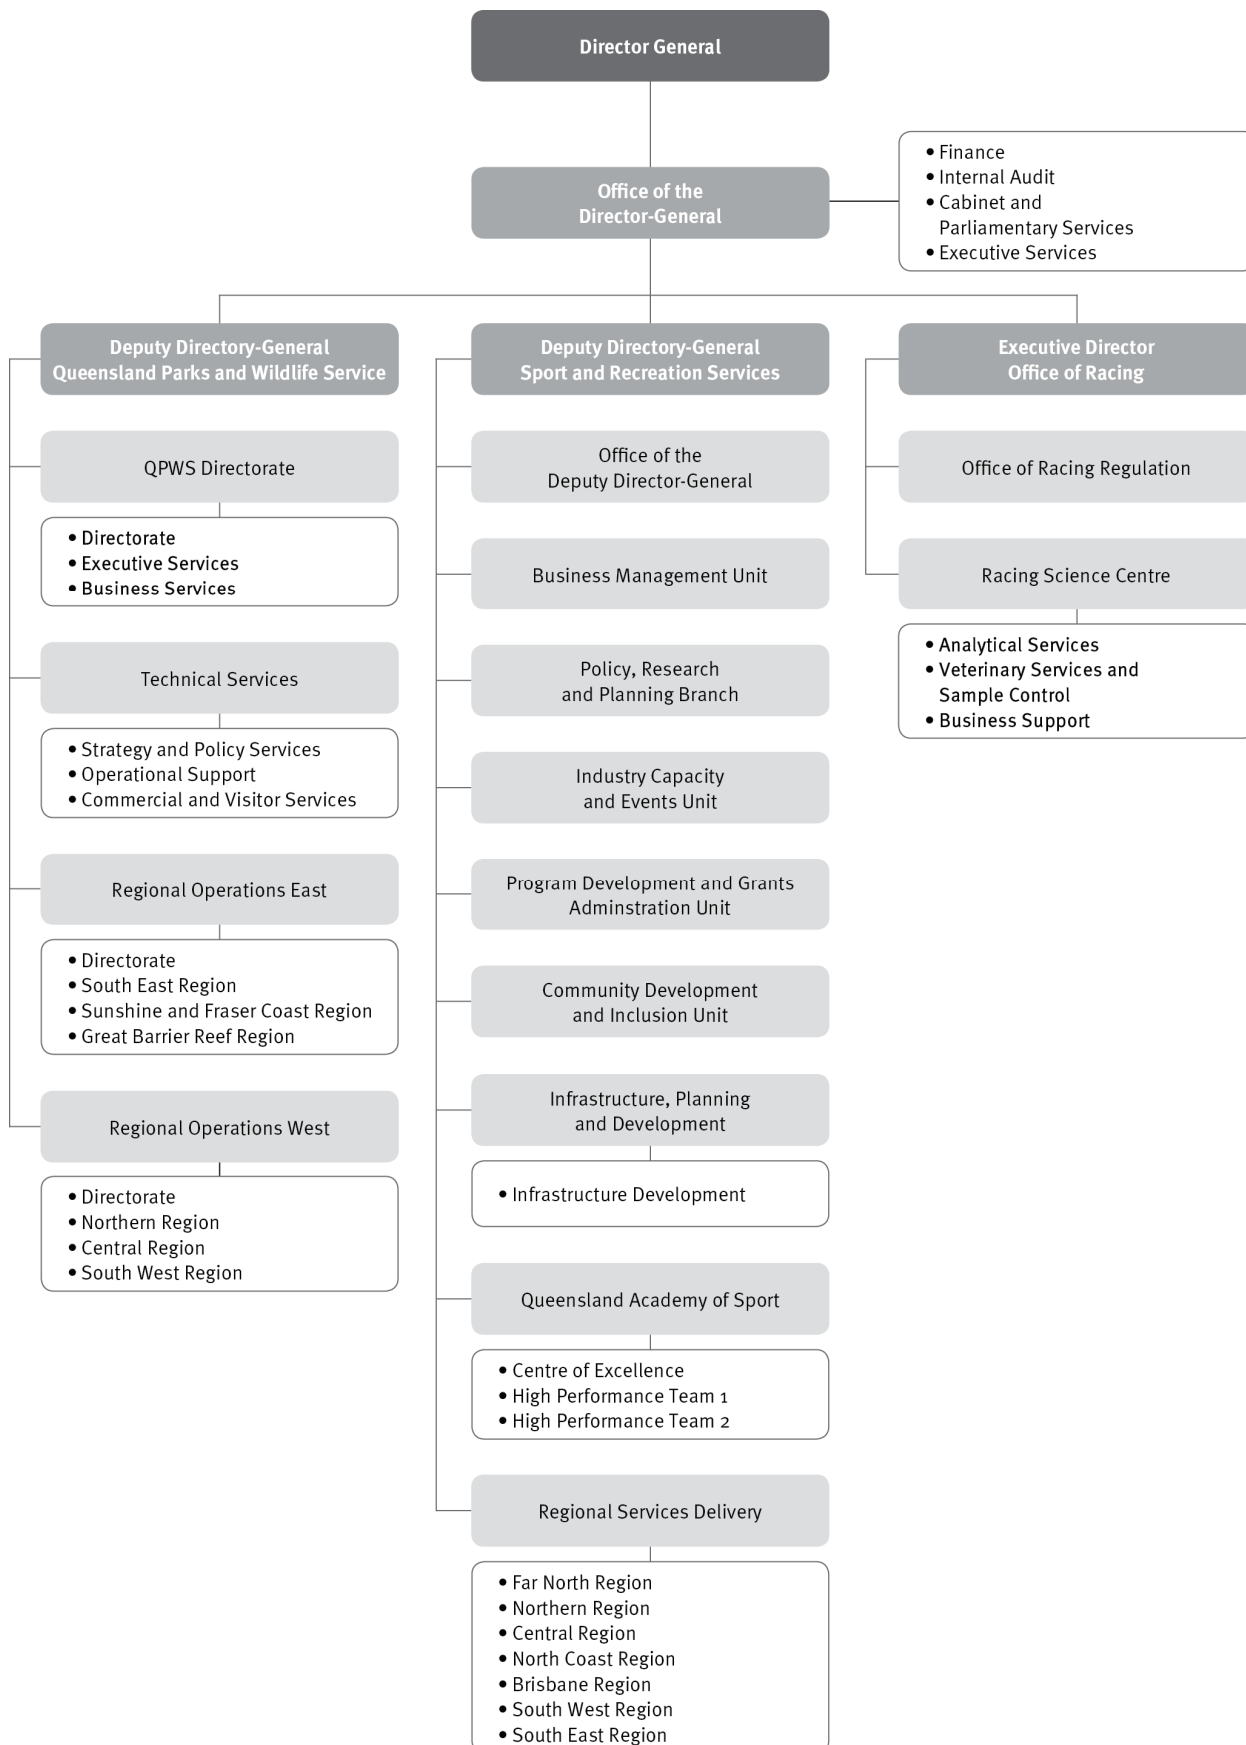 Director General
Office of the
Director-General
• Finance
• Internal Audit
• Cabinet and
Parliamentary Services
• Executive Services
Deputy Directory-General
Queensland Parks and Wildlife Service
QPWS Directorate
• Directorate
• Executive Services
• Business Services
Technical Services
• Strategy and Policy Services
• Operational Support
• Commercial and Visitor Services
Regional Operations East
• Directorate
• South East Region
• Sunshine and Fraser Coast Region
• Great Barrier Reef Region
Regional Operations West
• Directorate
• Northern Region
• Central Region
• South West Region
Deputy Directory-General
Sport and Recreation Services
Office of the
Deputy Director-General
Business Management Unit
Policy, Research
and Planning Branch
Industry Capacity
and Events Unit
Program Development and Grants
Adminstration Unit
Community Development
and Inclusion Unit
Infrastructure, Planning
and Development
• Infrastructure Development
Queensland Academy of Sport
• Centre of Excellence
• High Performance Team 1
• High Performance Team 2
Regional Services Delivery
• Far North Region
• Northern Region
• Central Region
• North Coast Region
• Brisbane Region
• South West Region
• South East Region
Executive Director
Office of Racing
Office of Racing Regulation
Racing Science Centre
• Analytical Services
• Veterinary Services and
Sample Control
• Business Support